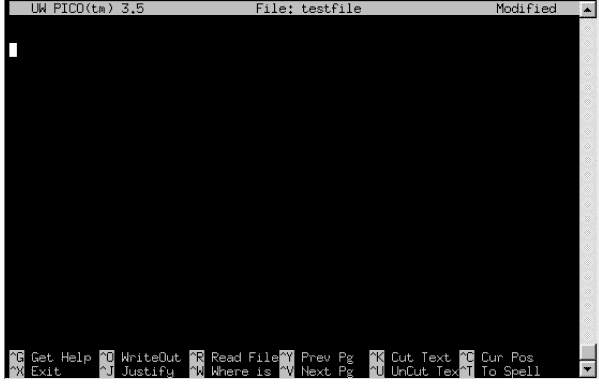 UW PICO(tm) 3.5 File: testfile Modified
^G Get Help ^O WriteOut ^R Read File ^Y Prev Pg ^K Cut Text ^C Cur Pos
^X Exit ^J Justify ^W Where is ^V Next Pg ^U UnCut Tex ^T To Spell